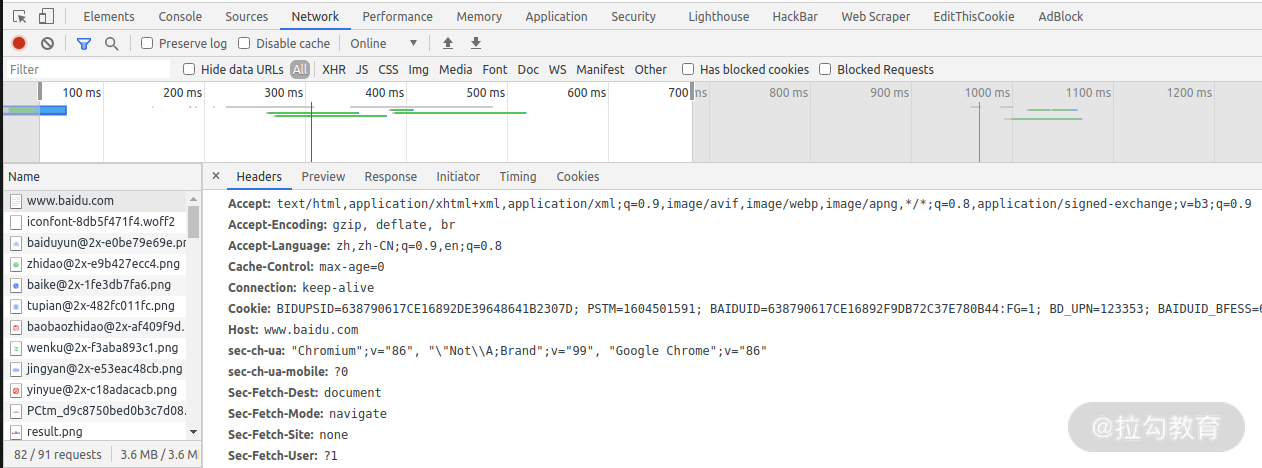 Elements Console Sources Network Performance Memory Application Security Lighthouse HackBar Web Scraper EditThisCookie AdBlock
Preserve log Disable cache Online
Filter Hide data URLs All XHR JS CSS Img Media Font Doc WS Manifest Other Has blocked cookies Blocked Requests
100 ms 200 ms 300 ms 400 ms 500 ms 600 ms 700 ms 800 ms 900 ms 1000 ms 1100 ms 1200 ms
Name × Headers Preview Response Initiator Timing Cookies
www.baidu.com
iconfont-8db5f471f4.woff2
baiduyun@2x-e0be79e69e.pn
zhidao@2x-e9b427ecc4.png
baike@2x-1fe3db7fa6.png
tupian@2x-482fc011fc.png
baobaozhidao@2x-af409f9d.
wenku@2x-f3aba893c1.png
jingyan@2x-e53eac48cb.png
yinyue@2x-c18adacacb.png
PCtm_d9c8750bed0b3c7d08.
result.png
82 / 91 requests 3.6 MB / 3.6 MI
Accept: text/html,application/xhtml+xml,application/xml;q=0.9,image/avif,image/webp,image/apng,*/*;q=0.8,application/signed-exchange;v=b3;q=0.9
Accept-Encoding: gzip, deflate, br
Accept-Language: zh,zh-CN;q=0.9,en;q=0.8
Cache-Control: max-age=0
Connection: keep-alive
Cookie: BIDUPSID=638790617CE16892DE39648641B2307D; PSTM=1604501591; BAIDUID=638790617CE16892F9DB72C37E780B44:FG=1; BD_UPN=123353; BAIDUID_BFESS=6
Host: www.baidu.com
sec-ch-ua: "Chromium";v="86", "\"Not\\A;Brand";v="99", "Google Chrome";v="86"
sec-ch-ua-mobile: ?0
Sec-Fetch-Dest: document
Sec-Fetch-Mode: navigate
Sec-Fetch-Site: none
Sec-Fetch-User: ?1
@拉勾教育